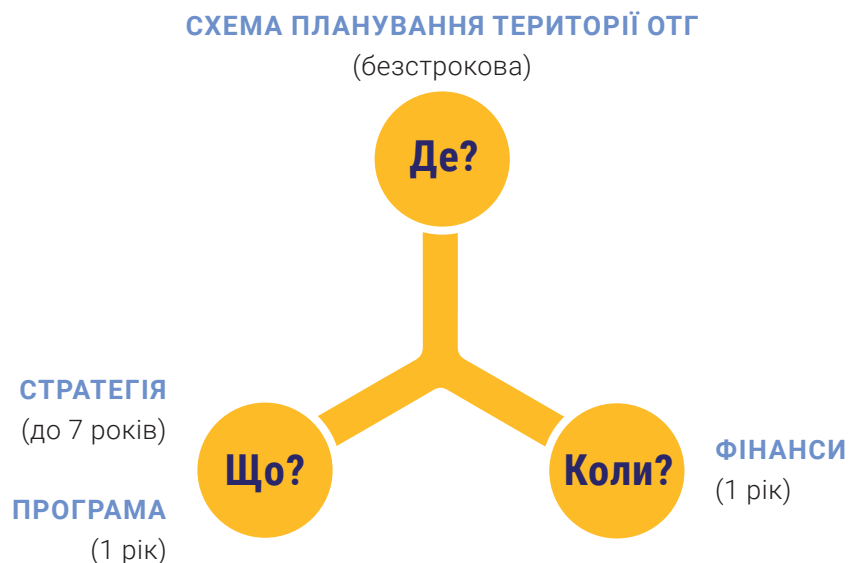 СХЕМА ПЛАНУВАННЯ ТЕРИТОРІЇ ОТГ
(безстрокова)
Де?
СТРАТЕГІЯ
(до 7 років)
ПРОГРАМА
(1 рік)
Що?
Коли?
ФІНАНСИ
(1 рік)